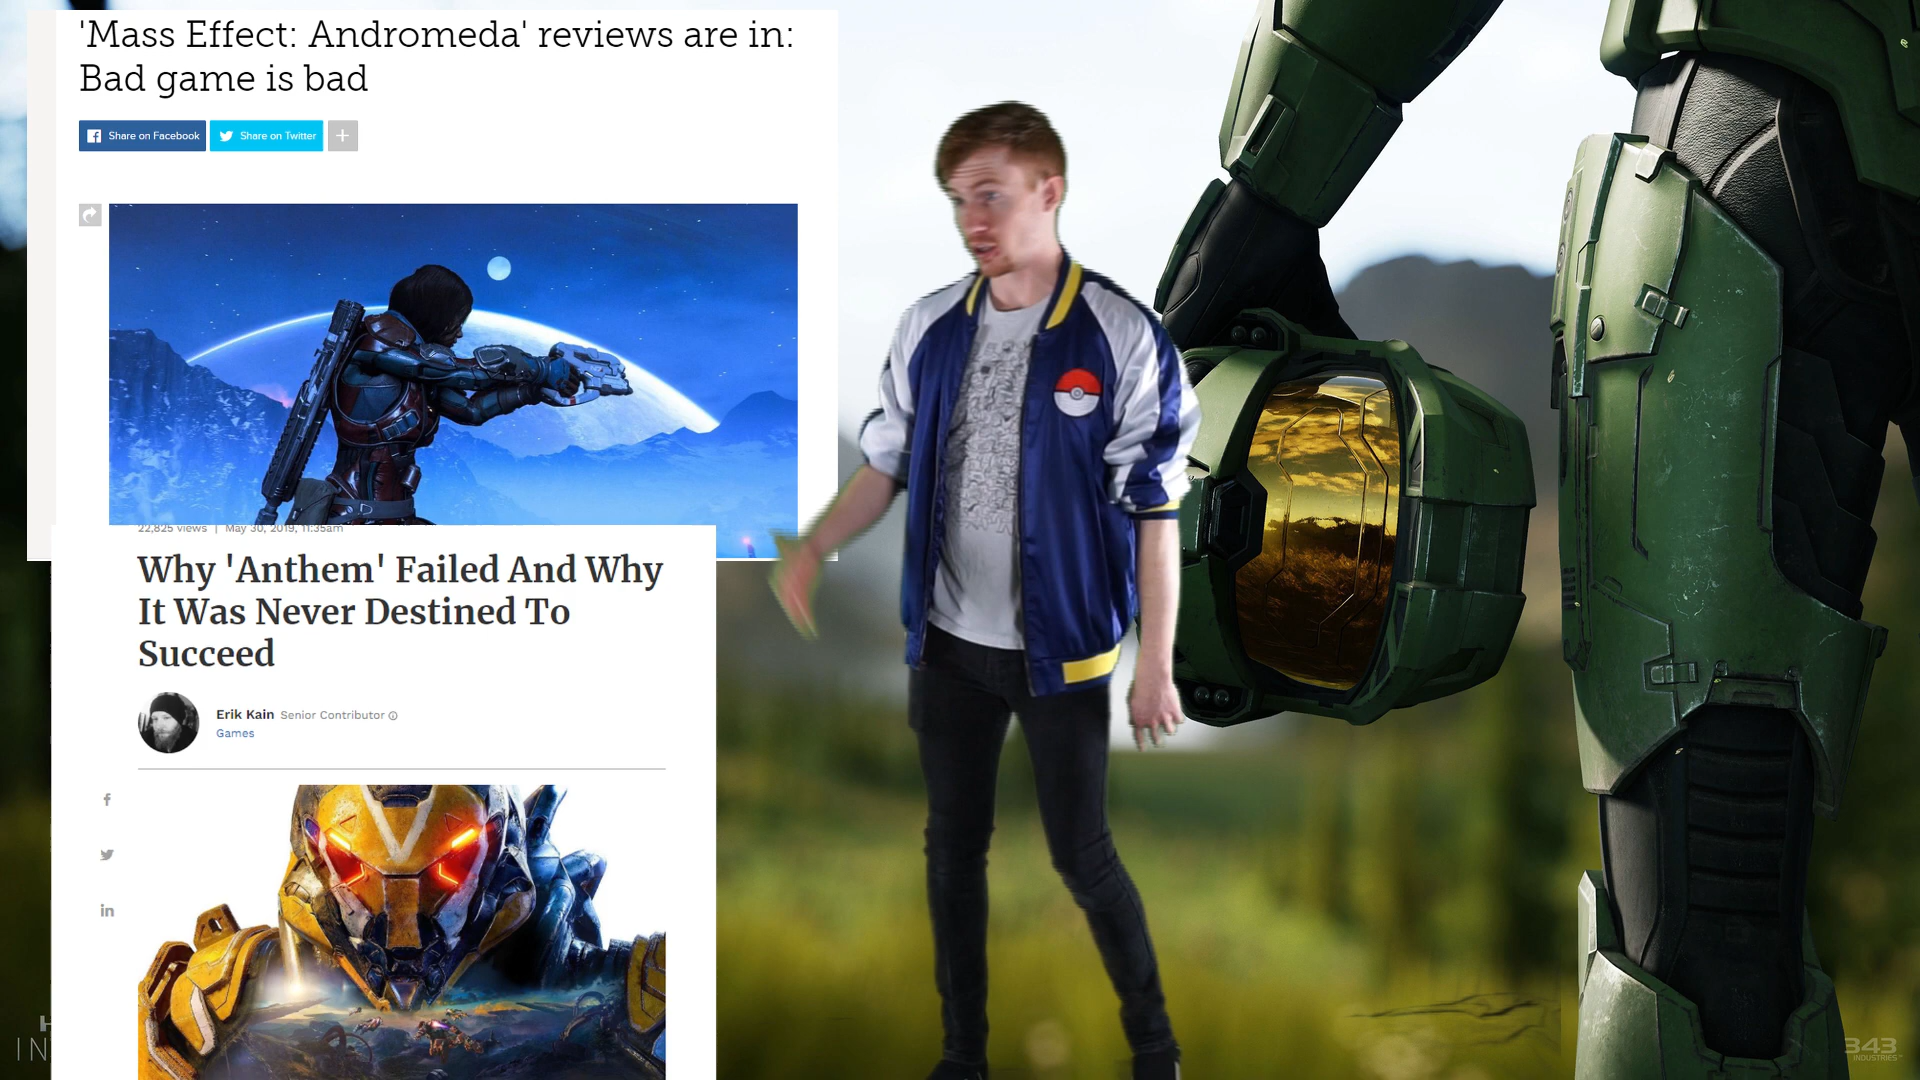 'Mass Effect: Andromeda' reviews are in:
Bad game is bad
Share on Facebook
Share on Twitter
22,825 views | May 30, 2019, 11:35am
Why 'Anthem' Failed And Why
It Was Never Destined To
Succeed
Erik Kain Senior Contributor
Games
H
IN
343
INDUSTRIES